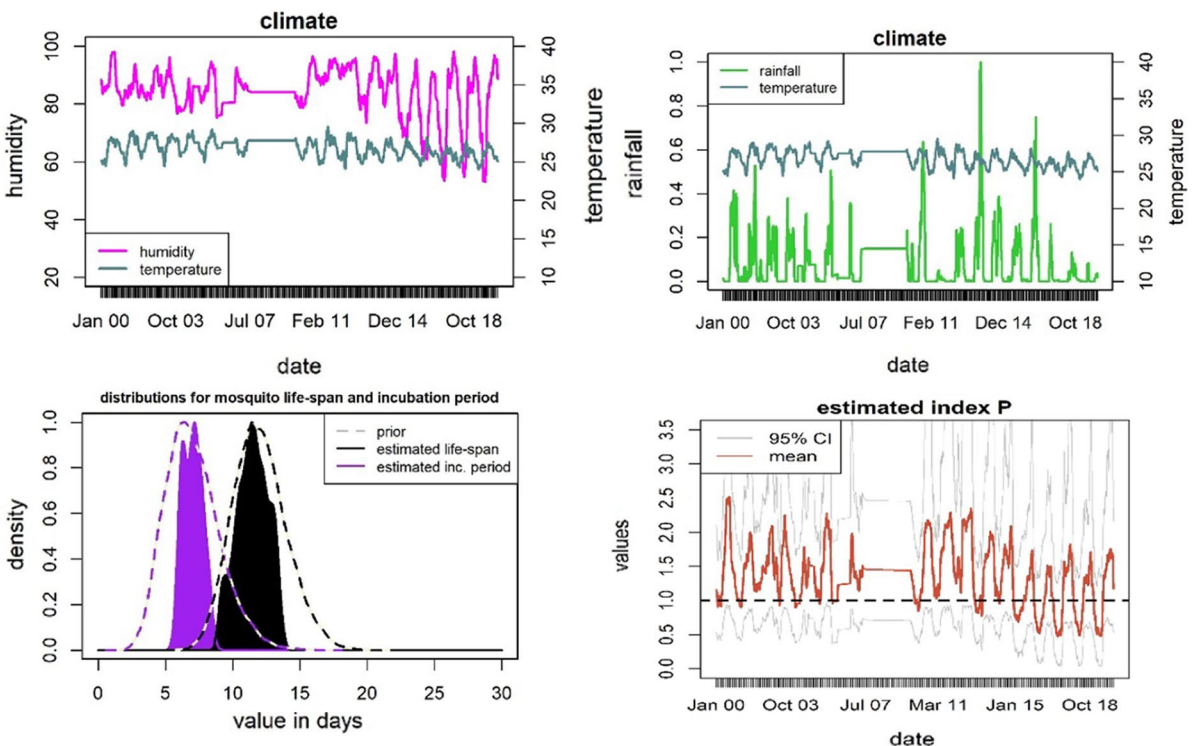 climate
100
80
60
40
20
humidity
40
35
30
25
20
15
10
temperature
humidity
temperature
Jan 00 Oct 03 Jul 07 Feb 11 Dec 14 Oct 18
date
climate
1.0
0.8
0.6
0.4
0.2
0.0
rainfall
40
35
30
25
20
15
10
temperature
rainfall
temperature
Jan 00 Oct 03 Jul 07 Feb 11 Dec 14 Oct 18
date
distributions for mosquito life-span and incubation period
1.0
0.8
0.6
0.4
0.2
0.0
density
prior
estimated life-span
estimated inc. period
0 5 10 15 20 25 30
value in days
estimated index P
3.5
3.0
2.5
2.0
1.5
1.0
0.5
0.0
values
95% CI
mean
Jan 00 Oct 03 Jul 07 Mar 11 Jan 15 Oct 18
date